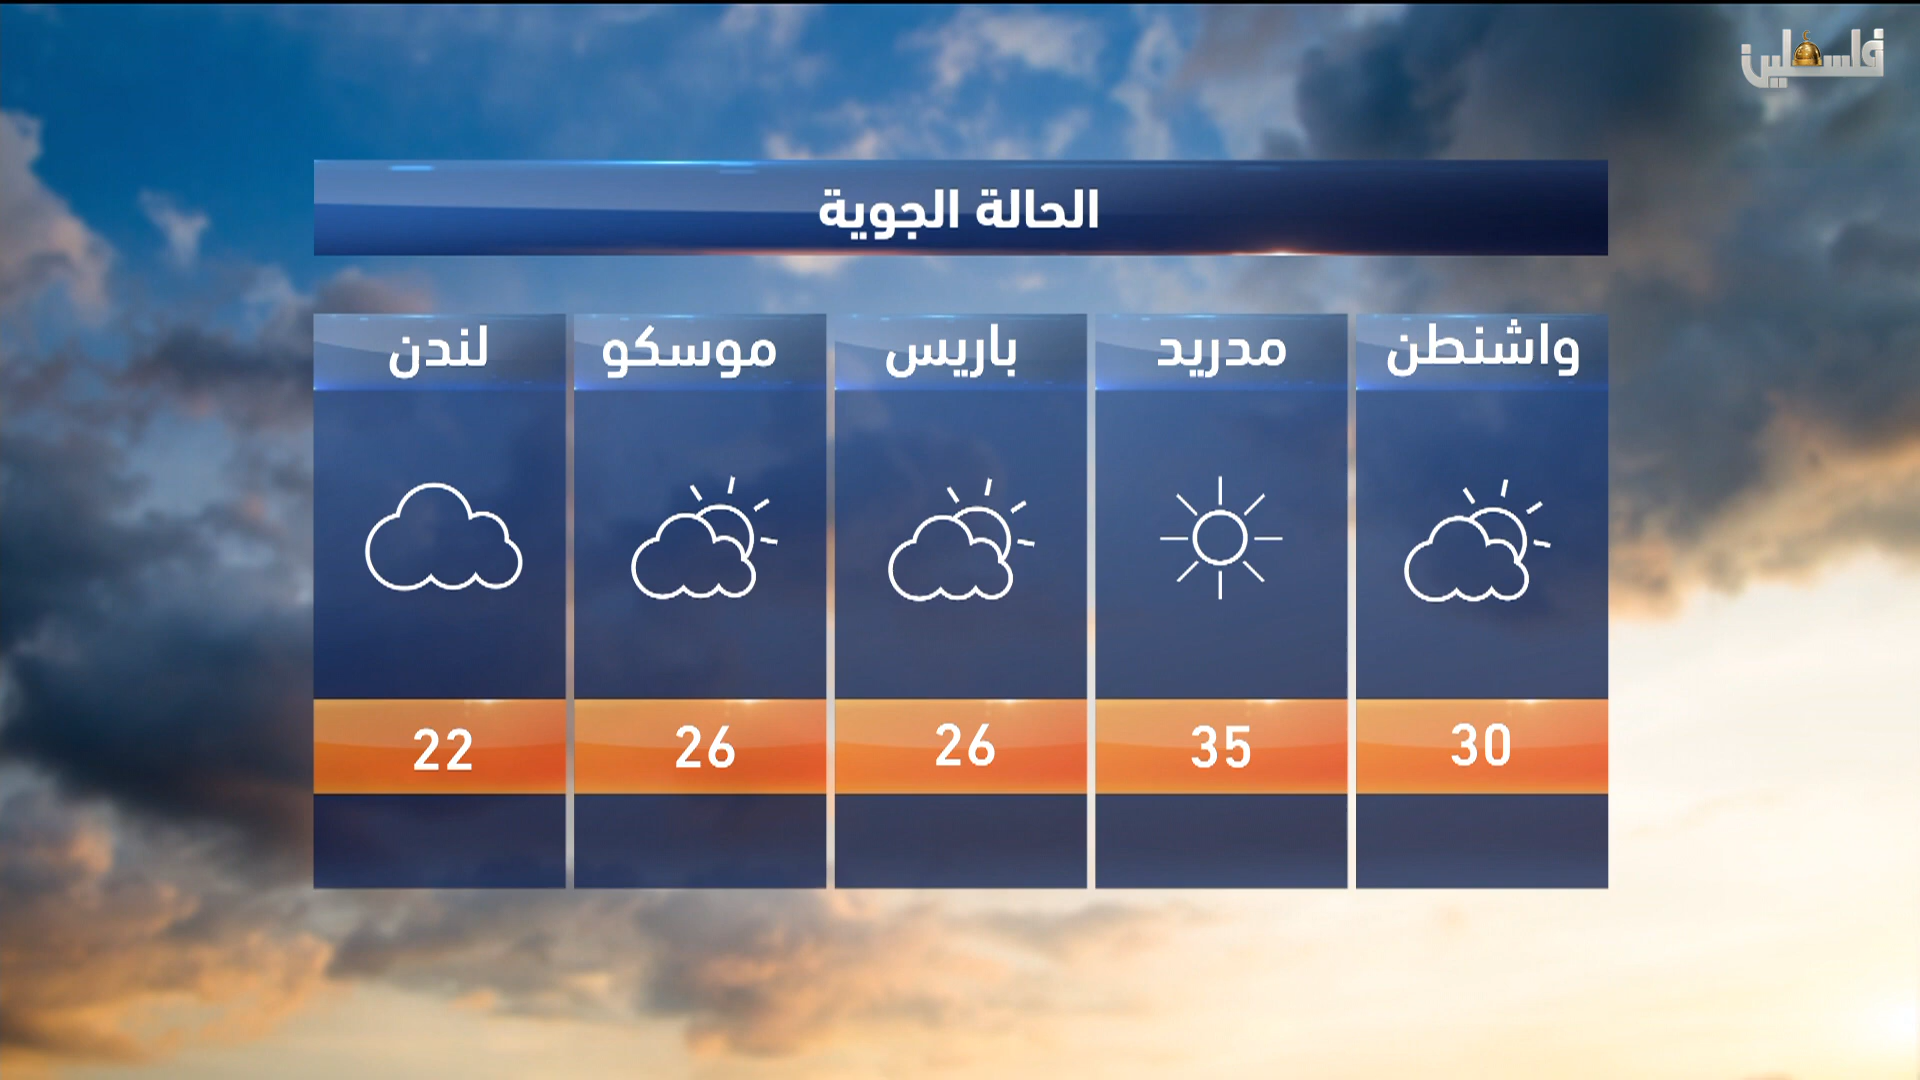 فلسطين
الحالة الجوية
واشنطن
مدريد
باريس
موسكو
لندن
30
35
26
26
22